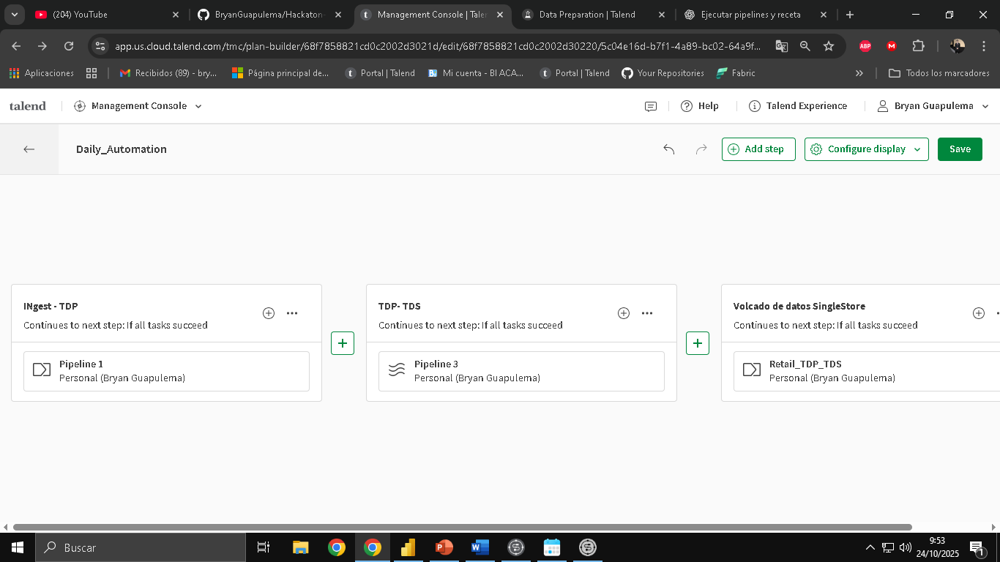 (204) YouTube
BryanGuapulema/Hackaton-
Management Console | Talen
Data Preparation | Talend
Ejecutar pipelines y receta
app.us.cloud.talend.com/tmc/plan-builder/68f7858821cd0c2002d3021d/edit/68f7858821cd0c2002d30220/5c04e16d-b7f1-4a89-bc02-64a9f...
ABP
M
Aplicaciones
Recibidos (89) - bry...
Página principal de...
Portal | Talend
Mi cuenta - BI ACA...
Portal | Talend
Your Repositories
Fabric
Todos los marcadores
talend
Management Console
Help
Talend Experience
Bryan Guapulema
Daily_Automation
Add step
Configure display
Save
INgest - TDP
Continues to next step: If all tasks succeed
Pipeline 1
Personal (Bryan Guapulema)
TDP- TDS
Continues to next step: If all tasks succeed
Pipeline 3
Personal (Bryan Guapulema)
Volcado de datos SingleStore
Continues to next step: If all tasks succeed
Retail_TDP_TDS
Personal (Bryan Guapulema)
Buscar
9:53
24/10/2025
1